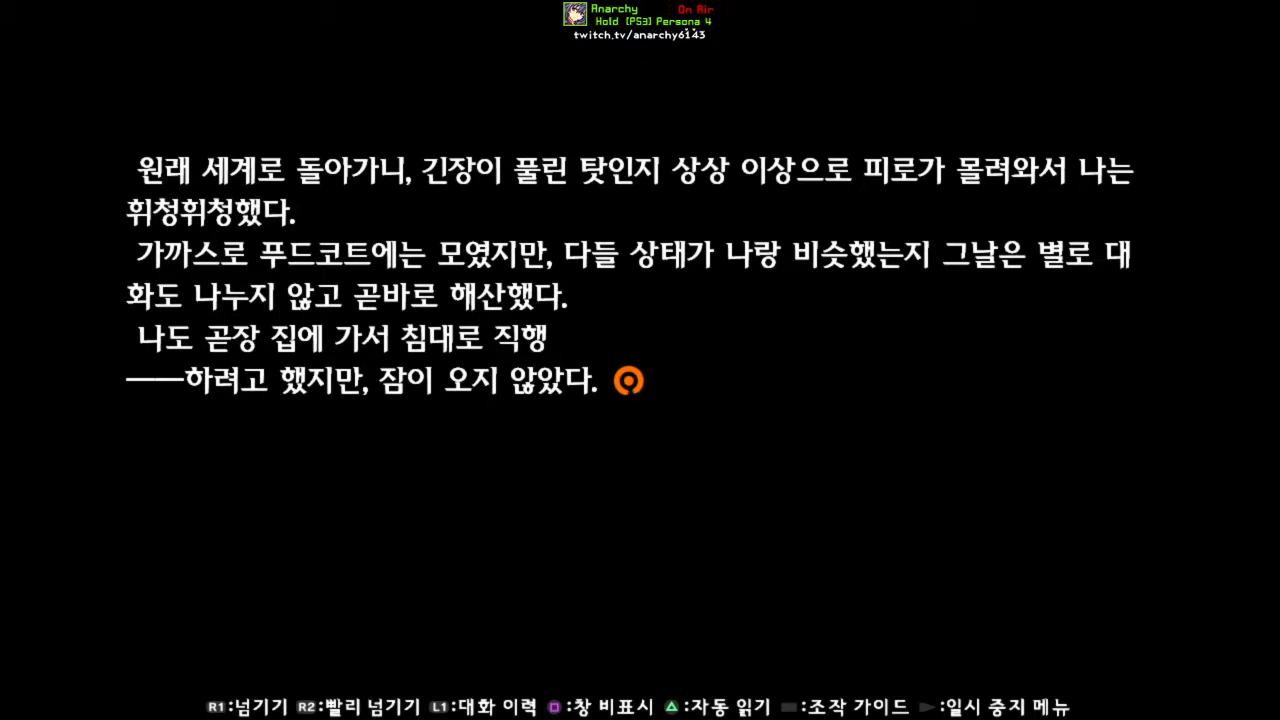 Anarchy On Air
Hold [PS3] Persona 4
twitch.tv/anarchy6143
원래 세계로 돌아가니, 긴장이 풀린 탓인지 상상 이상으로 피로가 몰려와서 나는
휘청휘청했다.
가까스로 푸드코트에는 모였지만, 다들 상태가 나랑 비슷했는지 그날은 별로 대
화도 나누지 않고 곧바로 해산했다.
나도 곧장 집에 가서 침대로 직행
――하려고 했지만, 잠이 오지 않았다.
R1:넘기기 R2:빨리 넘기기 L1:대화 이력 :창 비표시 :자동 읽기 :조작 가이드 :일시 중지 메뉴